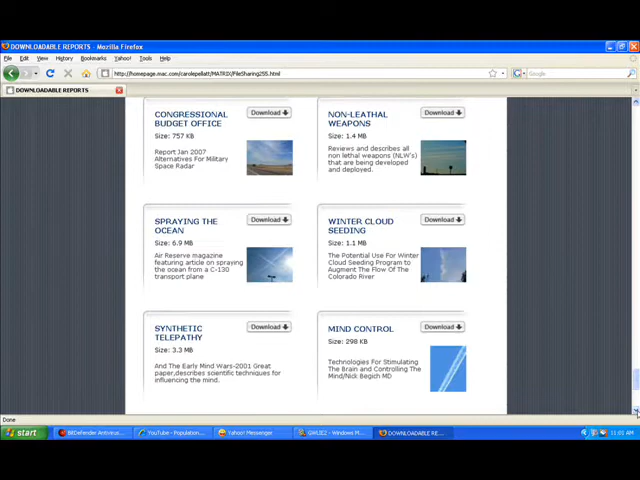 DOWNLOADABLE REPORTS - Mozilla Firefox
File Edit View History Bookmarks Yahoo! Tools Help
http://homepage.mac.com/carolepellatt/MATRIX/FileSharing255.html
Google
DOWNLOADABLE REPORTS
CONGRESSIONAL
BUDGET OFFICE
Download
Size: 757 KB
Report Jan 2007
Alternatives For Military
Space Radar
NON-LEATHAL
WEAPONS
Download
Size: 1.4 MB
Reviews and describes all
non lethal weapons (NLW's)
that are being developed
and deployed.
SPRAYING THE
OCEAN
Download
Size: 6.9 MB
Air Reserve magazine
featuring article on spraying
the ocean from a C-130
transport plane
WINTER CLOUD
SEEDING
Download
Size: 1.1 MB
The Potential Use For Winter
Cloud Seeding Program to
Augment The Flow Of The
Colorado River
SYNTHETIC
TELEPATHY
Download
Size: 3.3 MB
And The Early Mind Wars-2001 Great
paper,describes scientific techniques for
influencing the mind.
MIND CONTROL
Download
Size: 298 KB
Technologies For Stimulating
The Brain and Controlling The
Mind/Nick Begich MD
Done
start
BitDefender Antivirus...
YouTube - Population...
Yahoo! Messenger
GWLIE2 - Windows M...
DOWNLOADABLE RE...
11:02 AM